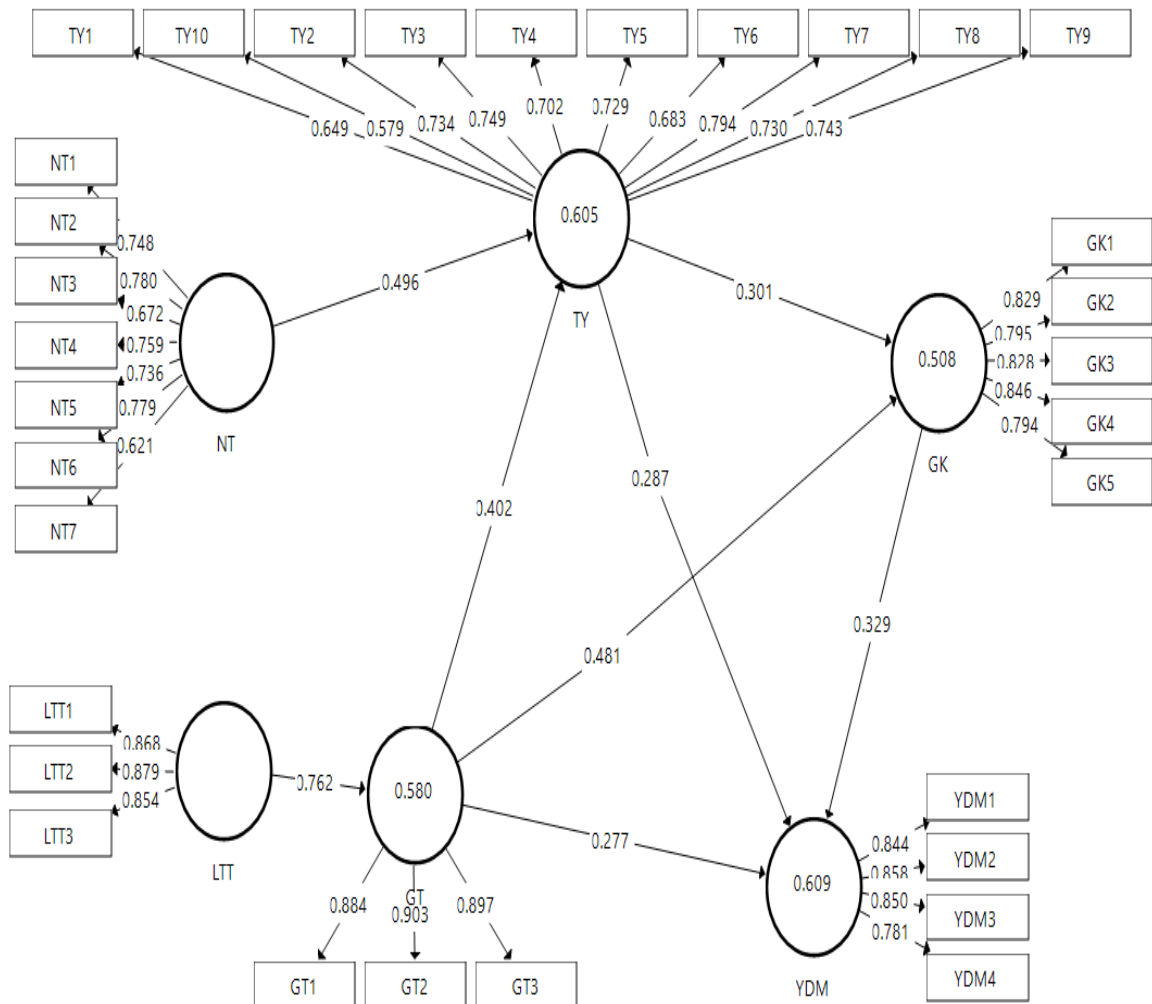 TY1 TY10 TY2 TY3 TY4 TY5 TY6 TY7 TY8 TY9
0.649 0.579 0.734 0.749 0.702 0.729 0.683 0.794 0.730 0.743
NT1
NT2
NT3
NT4
NT5
NT6
NT7
0.748
0.780
0.672
0.759
0.736
0.779
0.621
NT
0.496
0.605
TY
0.301
0.287
0.402
0.481
0.508
GK
0.829
0.795
0.828
0.846
0.794
GK1
GK2
GK3
GK4
GK5
0.329
LTT1
LTT2
LTT3
0.868
0.879
0.854
LTT
0.762
0.580
GT
0.277
0.884 0.903 0.897
GT1 GT2 GT3
0.609
YDM
0.844
0.858
0.850
0.781
YDM1
YDM2
YDM3
YDM4